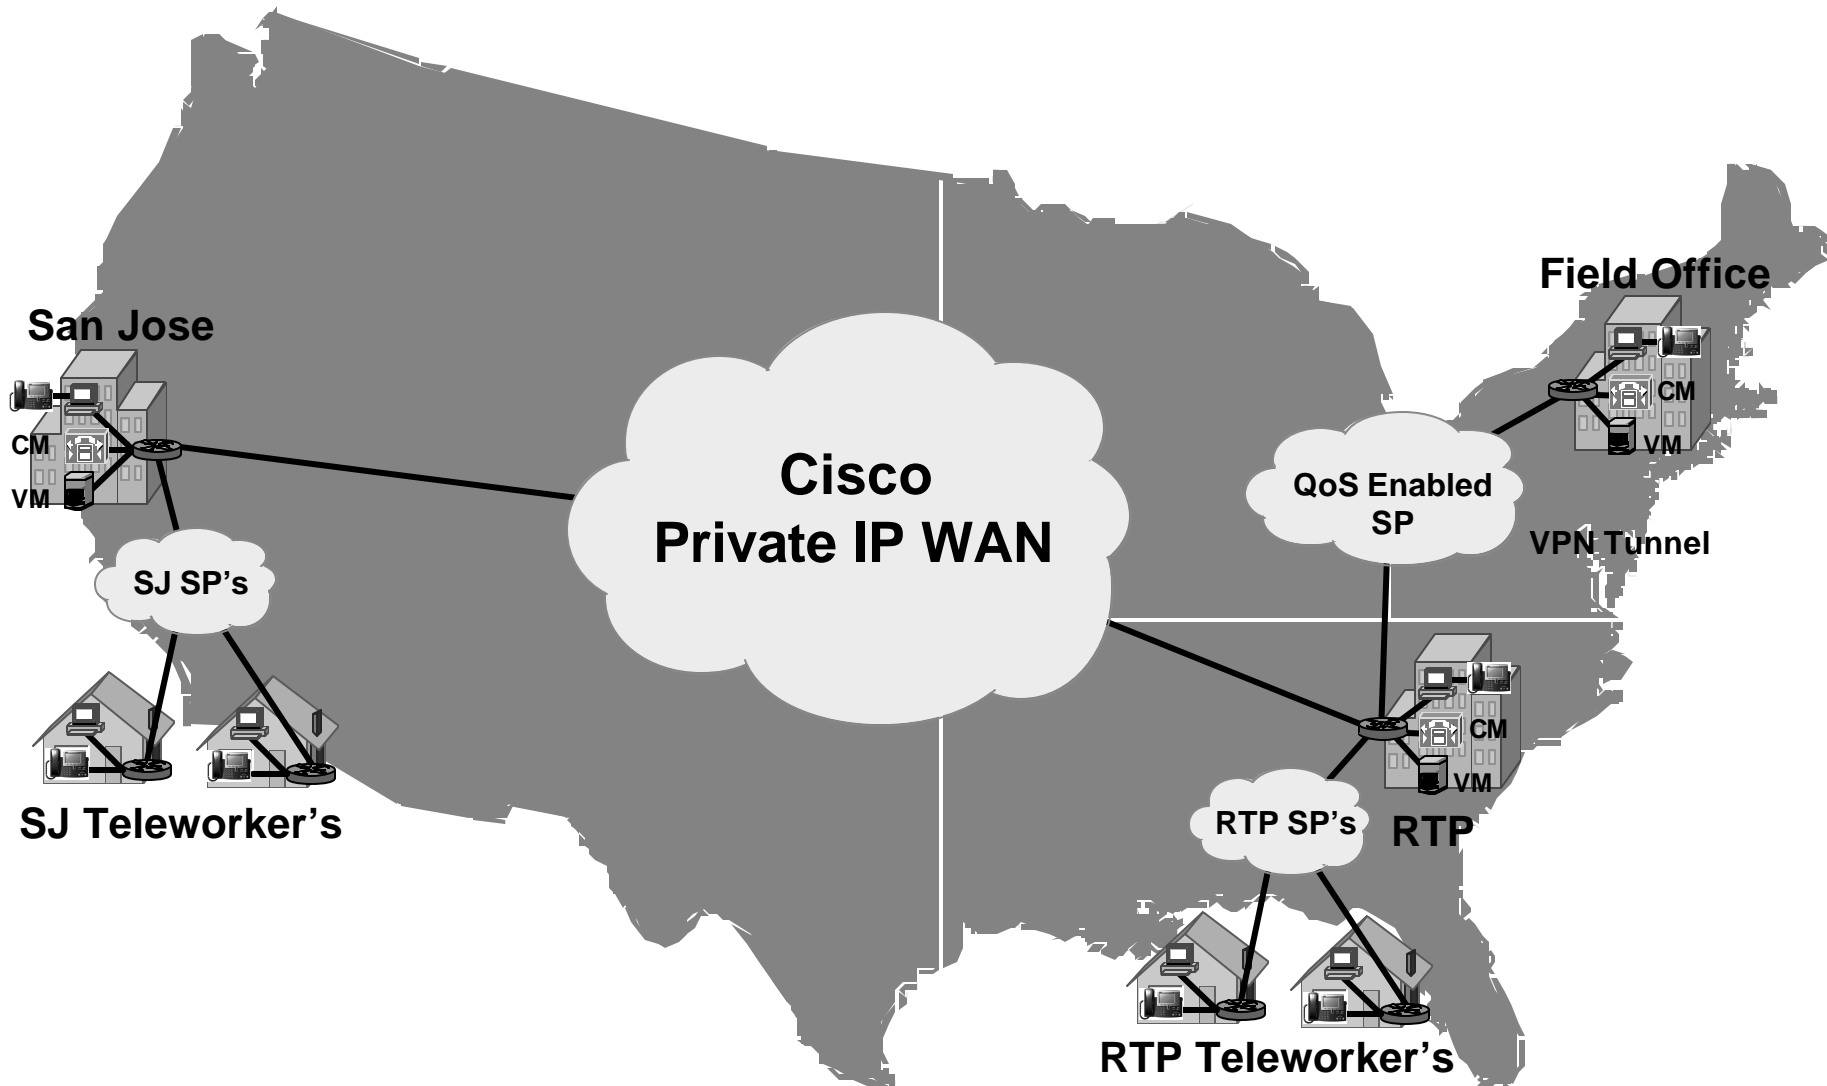 Field Office
San Jose
CM
VM
CM
VM
Cisco
Private IP WAN
QoS Enabled
SP
VPN Tunnel
SJ SP's
CM
VM
SJ Teleworker's
RTP SP's
RTP
RTP Teleworker's